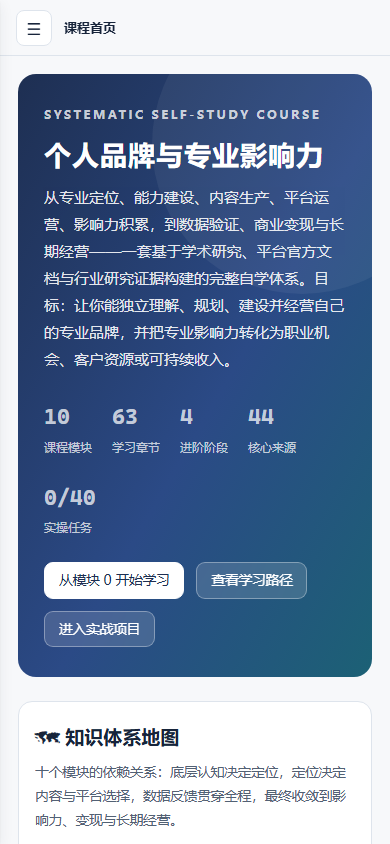 课程首页
SYSTEMATIC SELF-STUDY COURSE
个人品牌与专业影响力
从专业定位、能力建设、内容生产、平台运
营、影响力积累，到数据验证、商业变现与长
期经营——一套基于学术研究、平台官方文
档与行业研究证据构建的完整自学体系。目
标：让你能独立理解、规划、建设并经营自己
的专业品牌，并把专业影响力转化为职业机
会、客户资源或可持续收入。
10 63 4 44
课程模块 学习章节 进阶阶段 核心来源
0/40
实操任务
从模块 0 开始学习 查看学习路径
进入实战项目
知识体系地图
十个模块的依赖关系：底层认知决定定位，定位决定
内容与平台选择，数据反馈贯穿全程，最终收敛到影
响力、变现与长期经营。